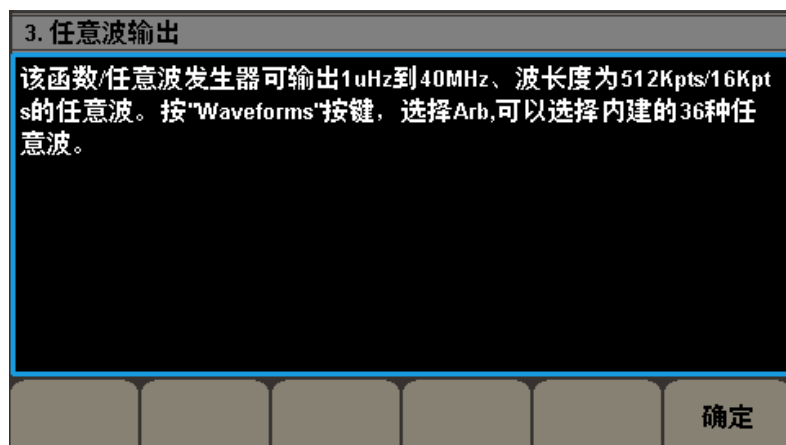 3. 任意波输出
该函数/任意波发生器可输出1uHz到40MHz、波长度为512Kpts/16Kpt
s的任意波。按"Waveforms"按键，选择Arb,可以选择内建的36种任
意波。
确定